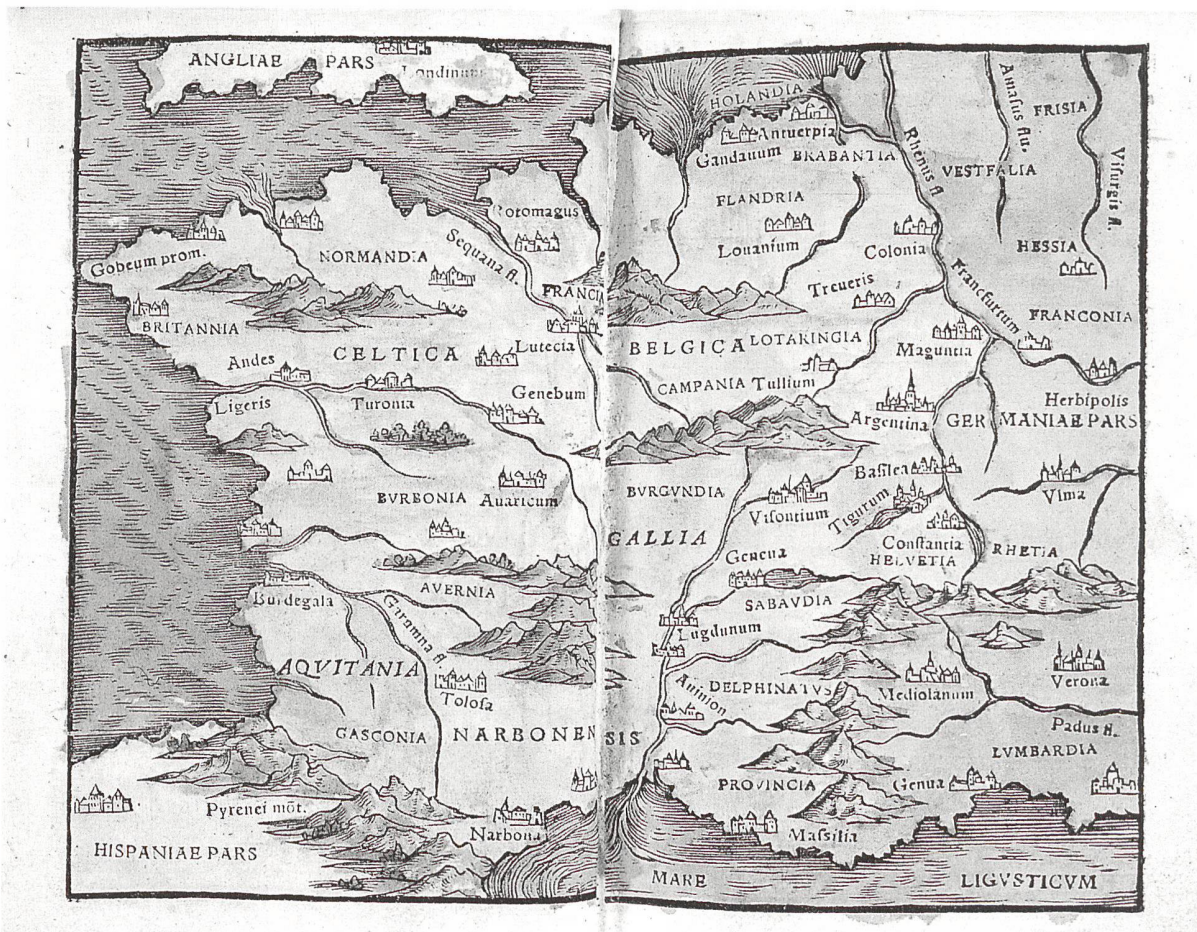 ANGLIAE PARS
Londinum
HOLANDIA
Antuerpia
Gandauum
BRABANTIA
Rhenus fl
Amasus flu.
FRISIA
Visurgis fl.
VESTFALIA
FLANDRIA
Louanium
Colonia
HESSIA
Rotomagus
Sequana fl.
NORMANDIA
Gobeum prom.
FRANCIA
Treueris
Francfurtum
FRANCONIA
BRITANNIA
CELTICA
Lutecia
BELGICA
LOTARINGIA
Maguntia
Andes
CAMPANIA
Tullium
Herbipolis
Ligeris
Turonia
Genebum
Argentina
GERMANIAE PARS
BVRBONIA
Auaricum
BVRGVNDIA
Visontium
Basilea
Tigurum
Vlma
GALLIA
Constantia
HELVETIA
RHETIA
Geneua
AVERNIA
SABAVDIA
Burdegala
Garumna fl
Lugdunum
AQVITANIA
Tolosa
Auinion
DELPHINATVS
Mediolanum
Verona
GASCONIA
NARBONENSIS
Padus fl.
LVMBARDIA
PROVINCIA
Genua
Pyrenei mōt.
Narbona
Massilia
HISPANIAE PARS
MARE LIGVSTICVM